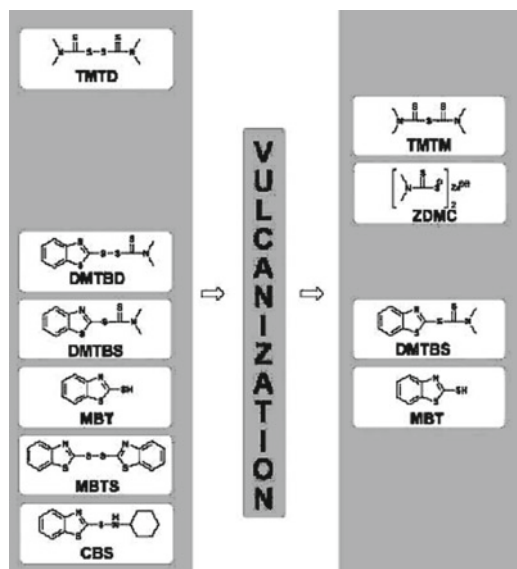 TMTD
DMTBD
DMTBS
MBT
MBTS
CBS
VULCANIZATION
TMTM
ZDMC
DMTBS
MBT